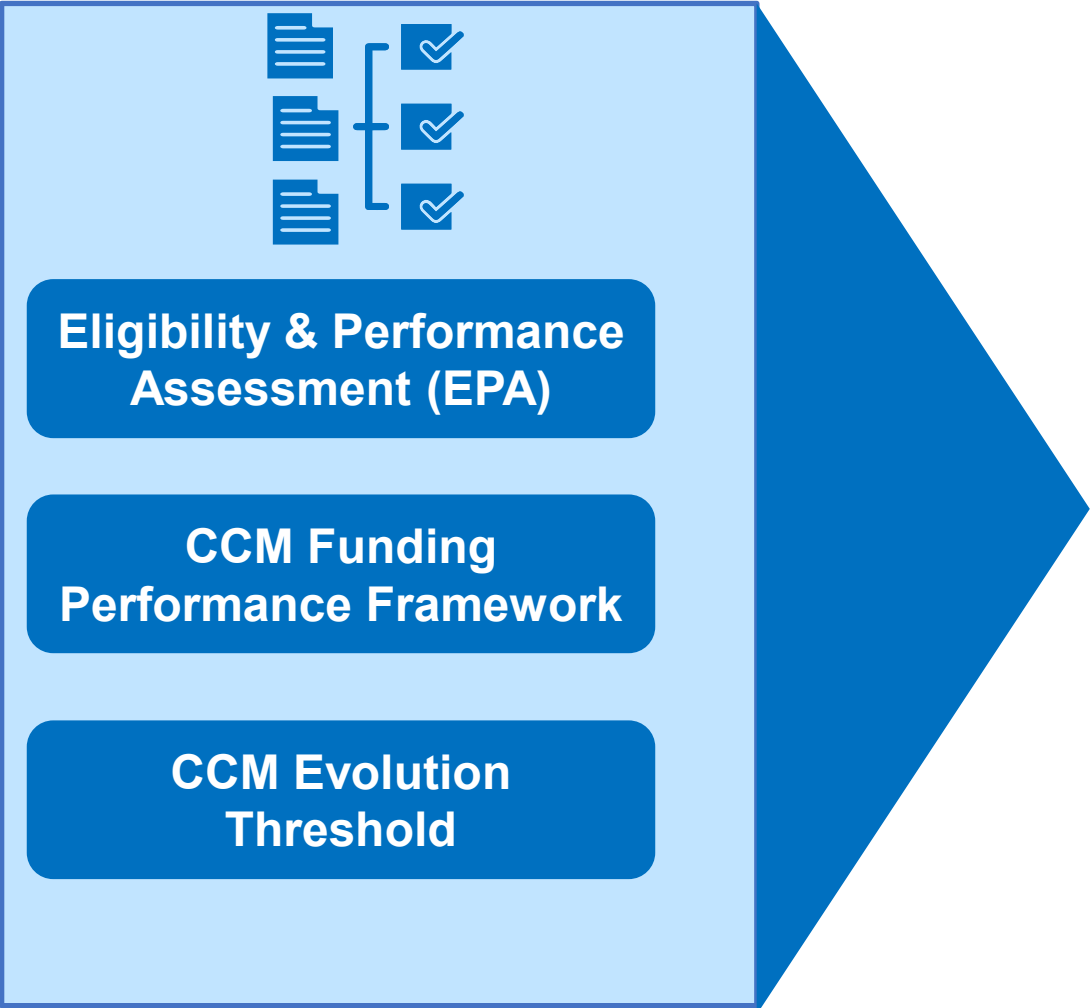 Eligibility & Performance
Assessment (EPA)
CCM Funding
Performance Framework
CCM Evolution
Threshold